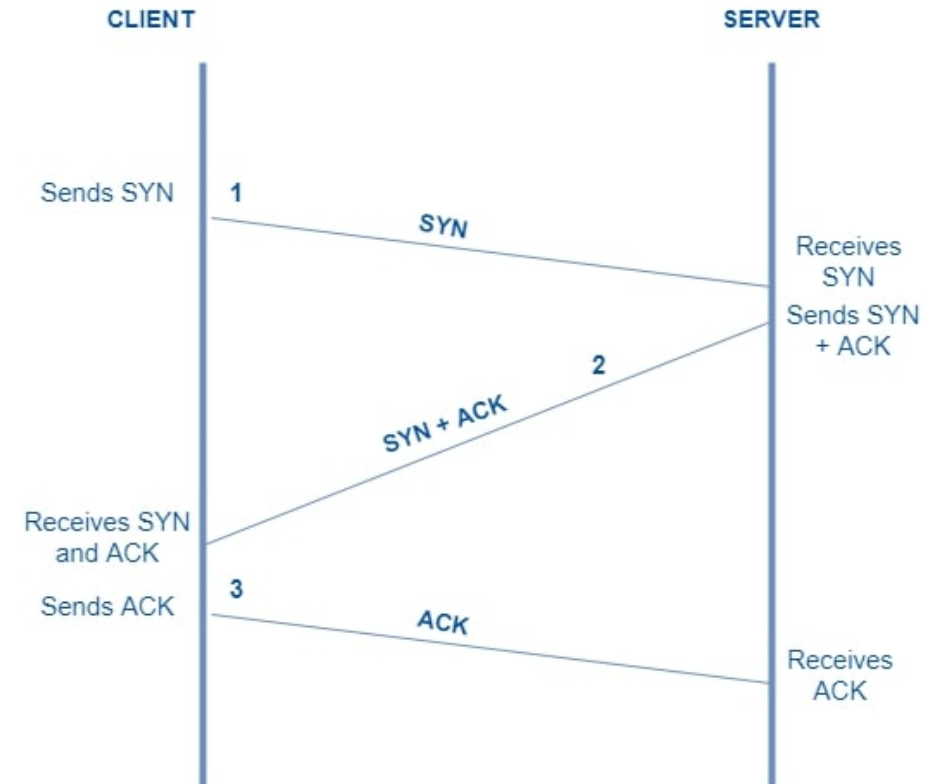 CLIENT
SERVER
Sends SYN
1
SYN
Receives
SYN
Sends SYN
+ ACK
2
SYN + ACK
Receives SYN
and ACK
3
Sends ACK
ACK
Receives
ACK